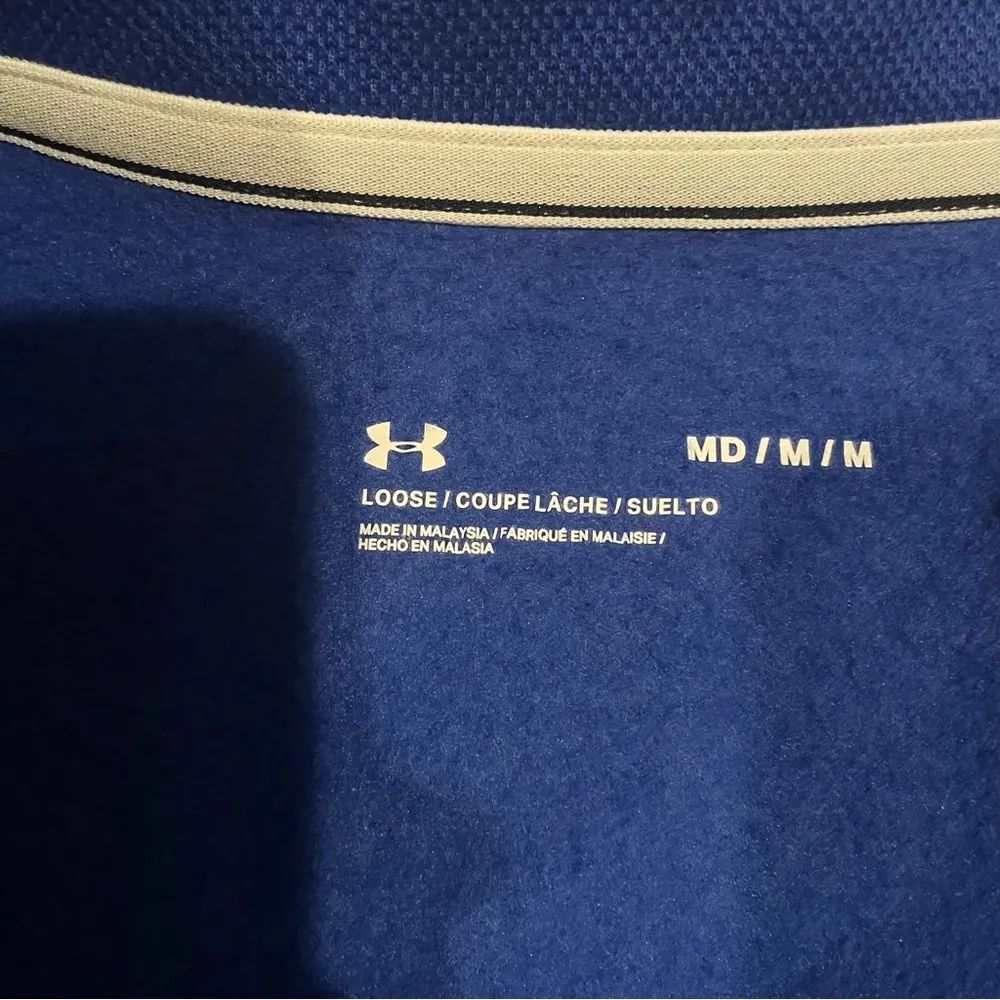 MD / M / M
LOOSE / COUPE LÂCHE / SUELTO
MADE IN MALAYSIA / FABRIQUÉ EN MALAISIE /
HECHO EN MALASIA